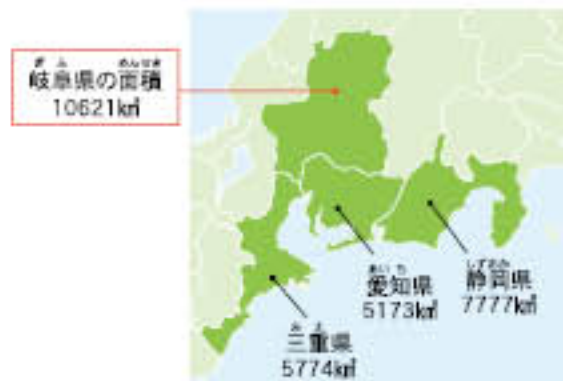 ぎふ めんせき
岐阜県の面積
10621㎢
あいち
愛知県
5173㎢
しずおか
静岡県
7777㎢
みえ
三重県
5774㎢